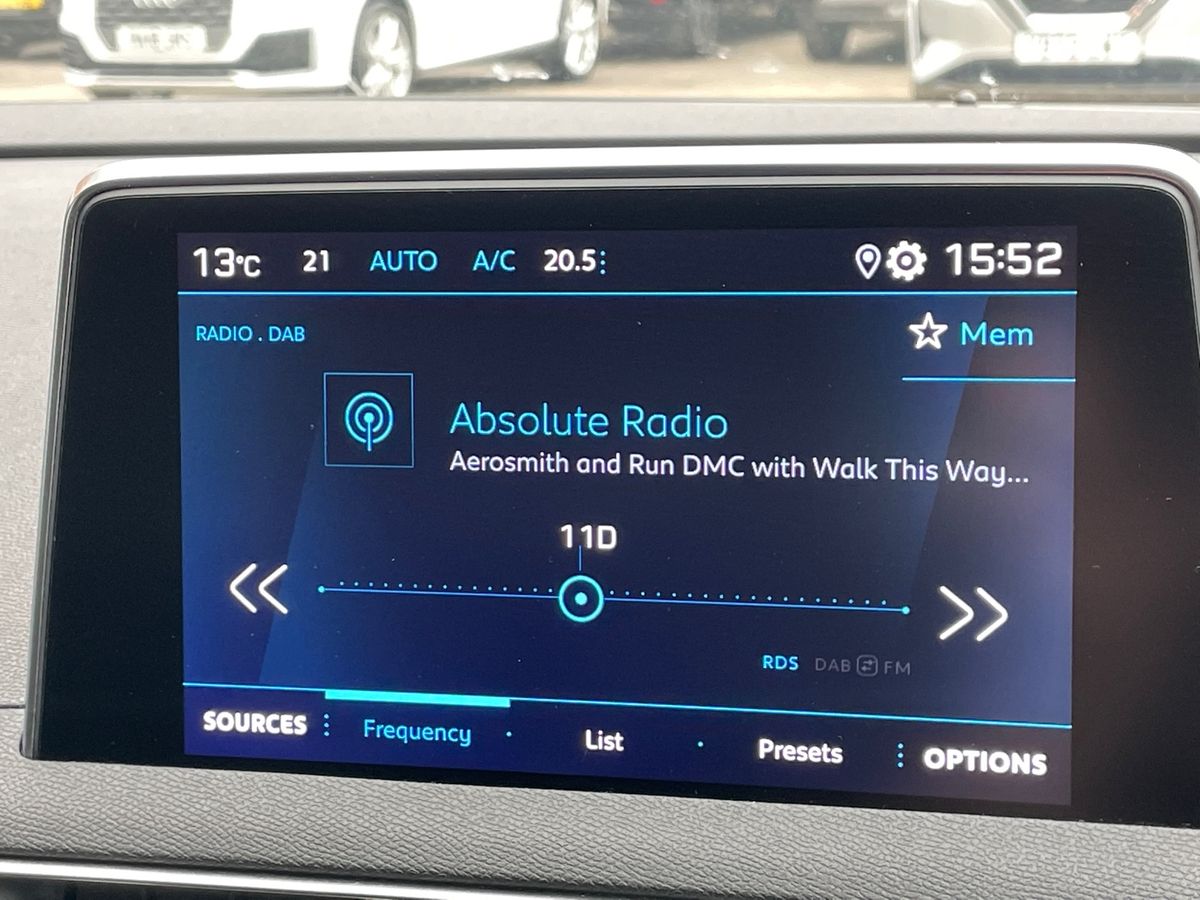 13°C 21 AUTO A/C 20.5 15:52
RADIO . DAB
Mem
Absolute Radio
Aerosmith and Run DMC with Walk This Way...
11D
RDS DAB FM
SOURCES Frequency List Presets OPTIONS